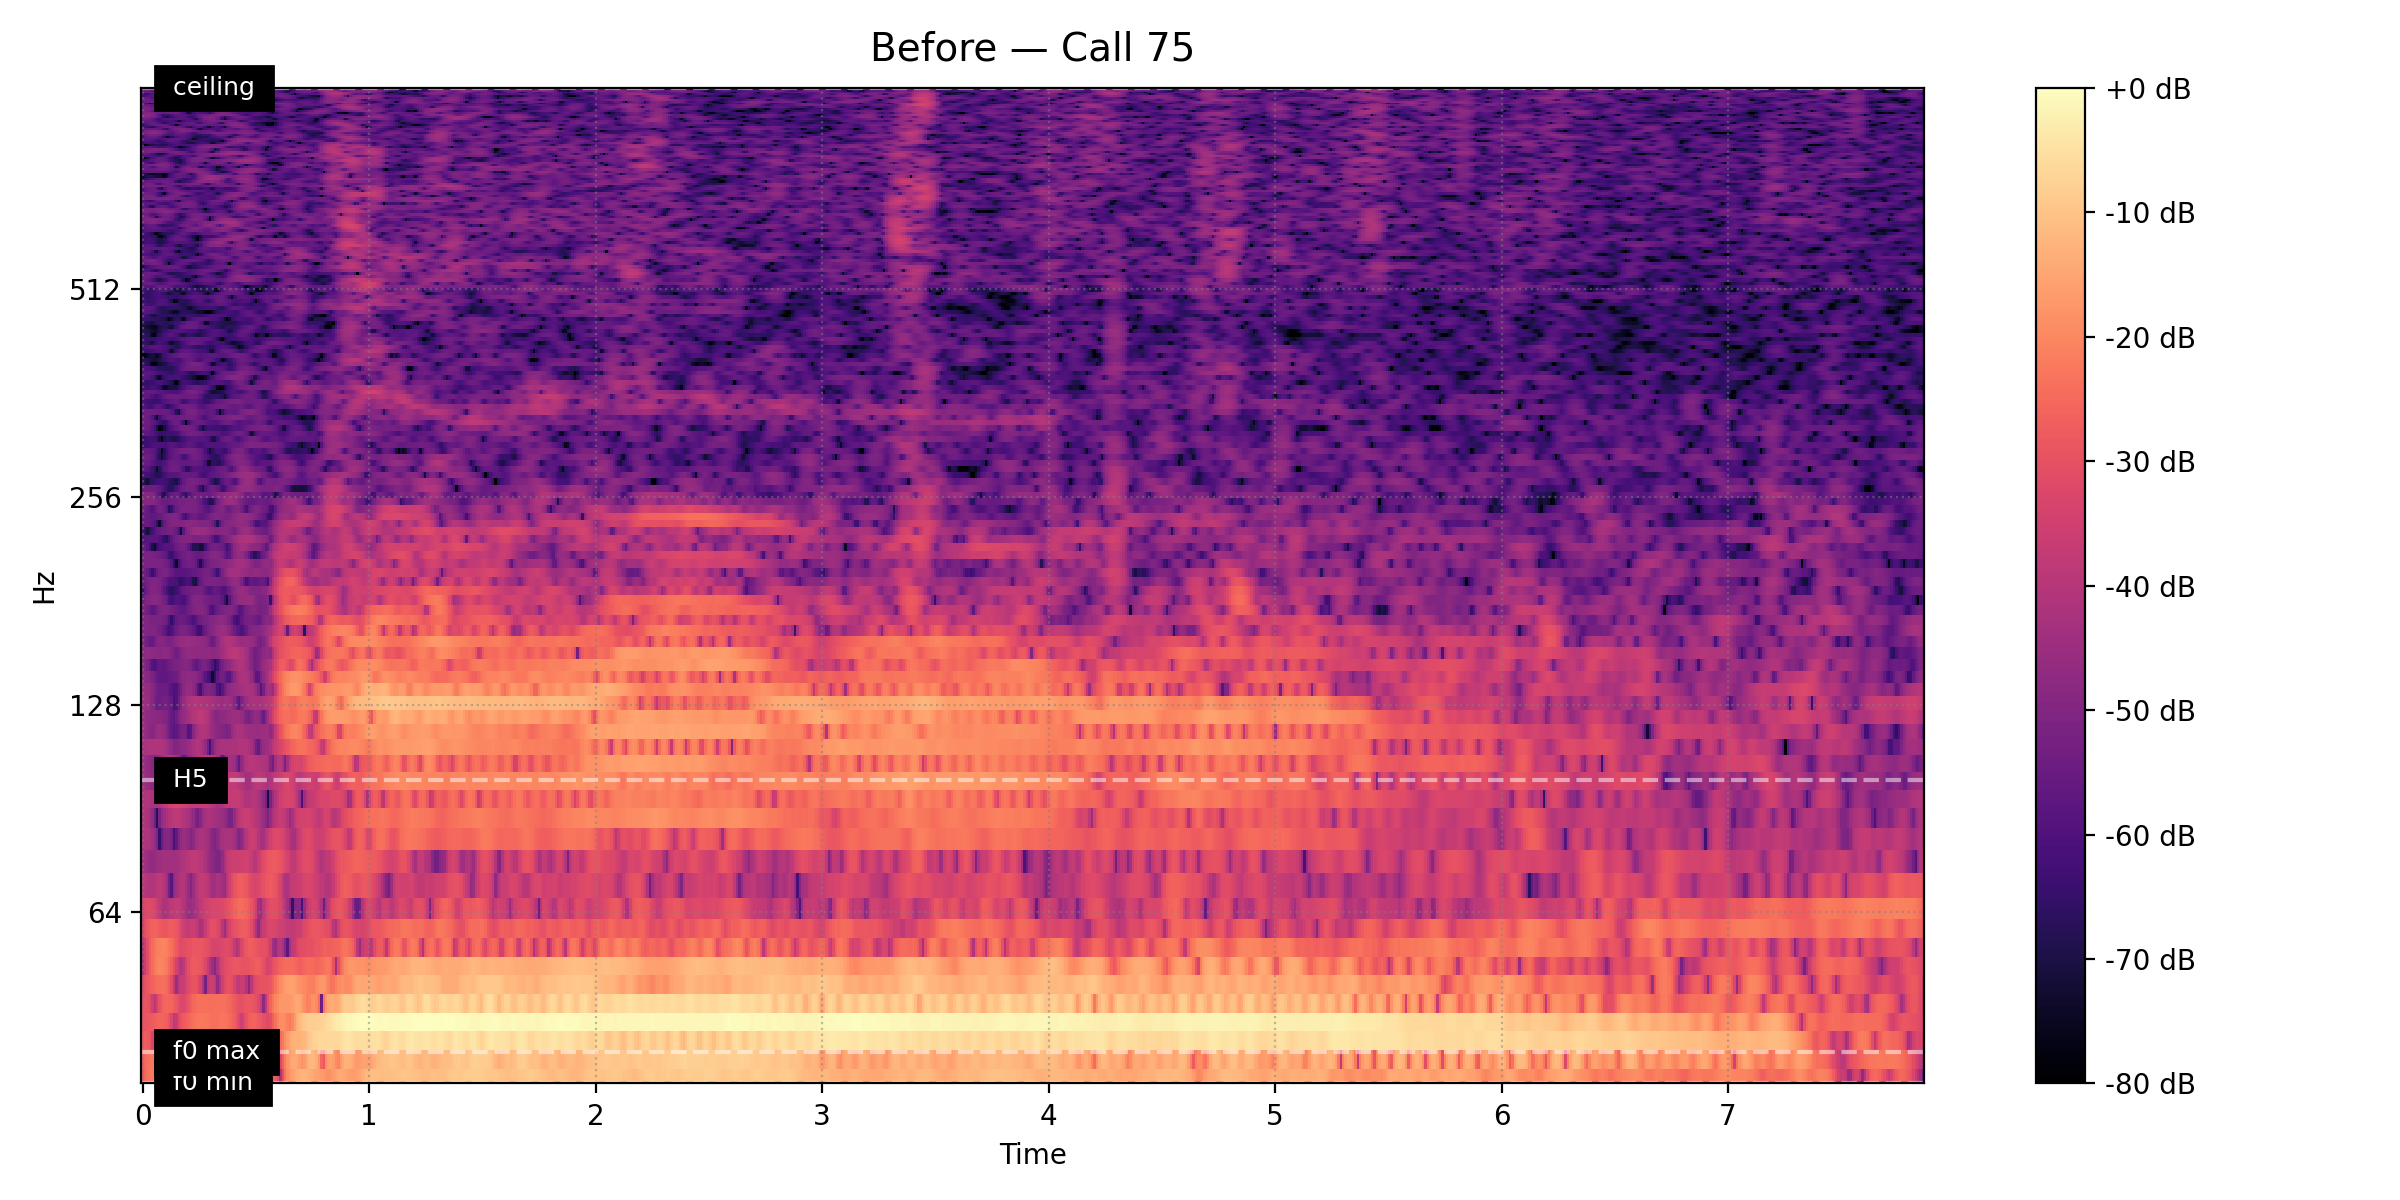 Before — Call 75
ceiling
512
256
128
H5
64
f0 max
f0 min
Hz
0 1 2 3 4 5 6 7
Time
+0 dB
-10 dB
-20 dB
-30 dB
-40 dB
-50 dB
-60 dB
-70 dB
-80 dB